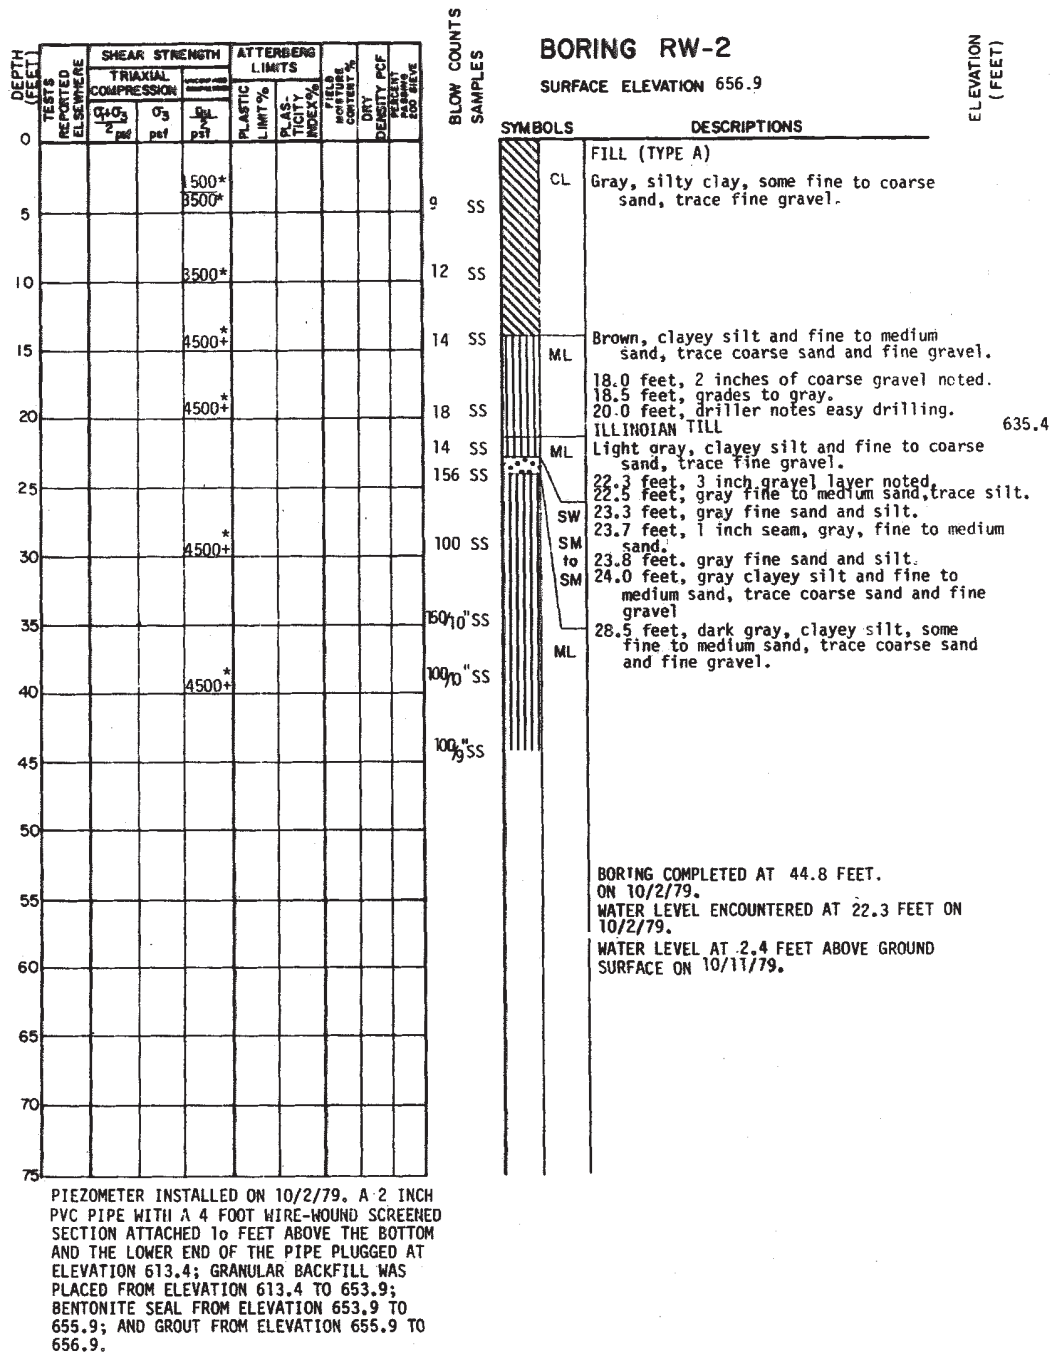 BORING RW-2
SURFACE ELEVATION 656.9
DEPTH (FEET)
TESTS REPORTED ELSEWHERE
SHEAR STRENGTH
TRIAXIAL COMPRESSION
σ1+σ3 / 2 psf
σ3 psf
qu / 2 psf
ATTERBERG LIMITS
PLASTIC LIMIT %
PLAS- TICITY INDEX %
FIELD MOISTURE CONTENT %
DRY DENSITY PCF
PERCENT PASSING 200 SIEVE
BLOW COUNTS
SAMPLES
SYMBOLS
DESCRIPTIONS
ELEVATION (FEET)
0
5
10
15
20
25
30
35
40
45
50
55
60
65
70
75
1500*
3500*
3500*
4500+*
4500+*
4500+*
4500+*
9 SS
12 SS
14 SS
18 SS
14 SS
156 SS
100 SS
150/10" SS
100/10" SS
100/9" SS
FILL (TYPE A)
CL Gray, silty clay, some fine to coarse
sand, trace fine gravel.
ML Brown, clayey silt and fine to medium
sand, trace coarse sand and fine gravel.
18.0 feet, 2 inches of coarse gravel noted.
18.5 feet, grades to gray.
20.0 feet, driller notes easy drilling.
ILLINOIAN TILL 635.4
ML Light gray, clayey silt and fine to coarse
sand, trace fine gravel.
22.3 feet, 3 inch gravel layer noted.
22.5 feet, gray fine to medium sand, trace silt.
SW 23.3 feet, gray fine sand and silt.
SM 23.7 feet, 1 inch seam, gray, fine to medium
sand.
to 23.8 feet. gray fine sand and silt.
SM 24.0 feet, gray clayey silt and fine to
medium sand, trace coarse sand and fine
gravel
ML 28.5 feet, dark gray, clayey silt, some
fine to medium sand, trace coarse sand
and fine gravel.
BORING COMPLETED AT 44.8 FEET.
ON 10/2/79.
WATER LEVEL ENCOUNTERED AT 22.3 FEET ON
10/2/79.
WATER LEVEL AT 2.4 FEET ABOVE GROUND
SURFACE ON 10/11/79.
PIEZOMETER INSTALLED ON 10/2/79. A 2 INCH
PVC PIPE WITH A 4 FOOT WIRE-WOUND SCREENED
SECTION ATTACHED 10 FEET ABOVE THE BOTTOM
AND THE LOWER END OF THE PIPE PLUGGED AT
ELEVATION 613.4; GRANULAR BACKFILL WAS
PLACED FROM ELEVATION 613.4 TO 653.9;
BENTONITE SEAL FROM ELEVATION 653.9 TO
655.9; AND GROUT FROM ELEVATION 655.9 TO
656.9.